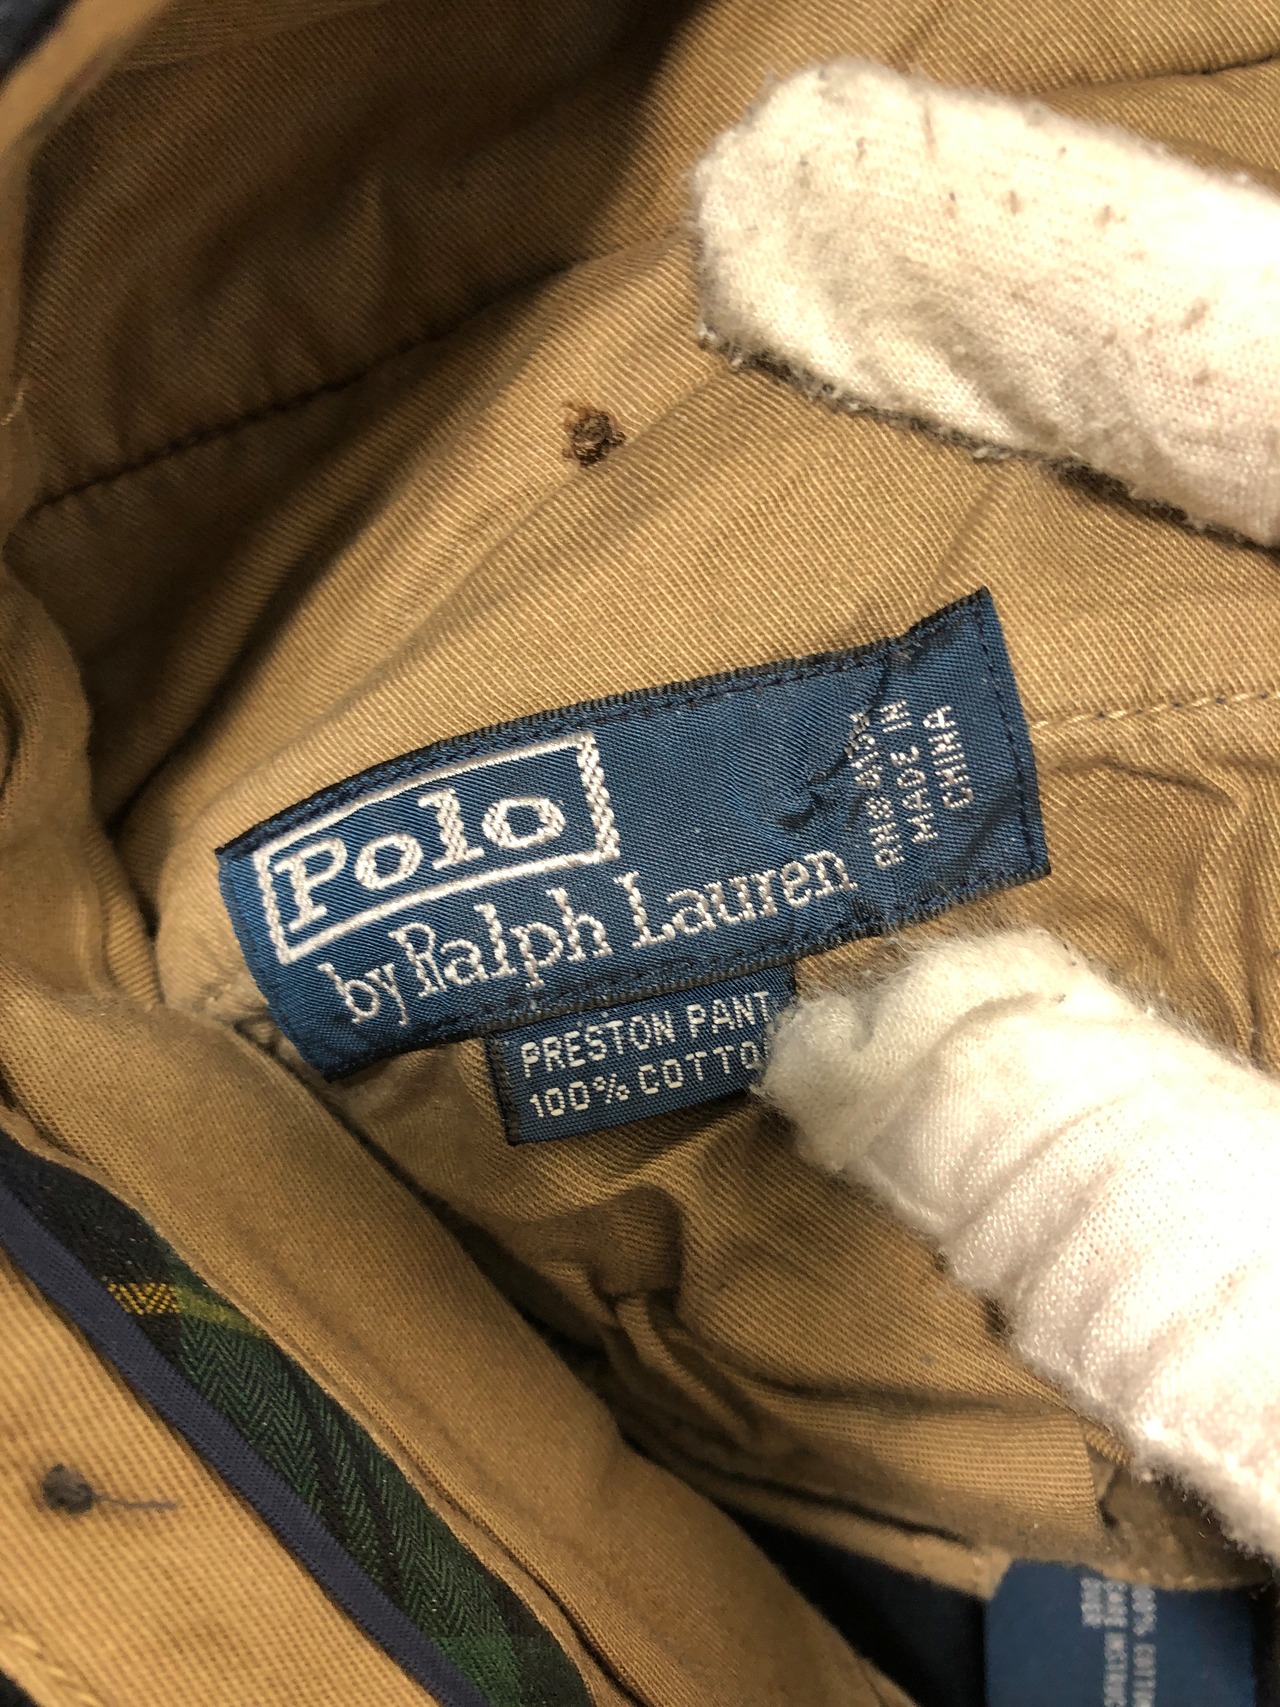 Polo
by Ralph Lauren
MADE IN
CHINA
PRESTON PANT
100% COTTO